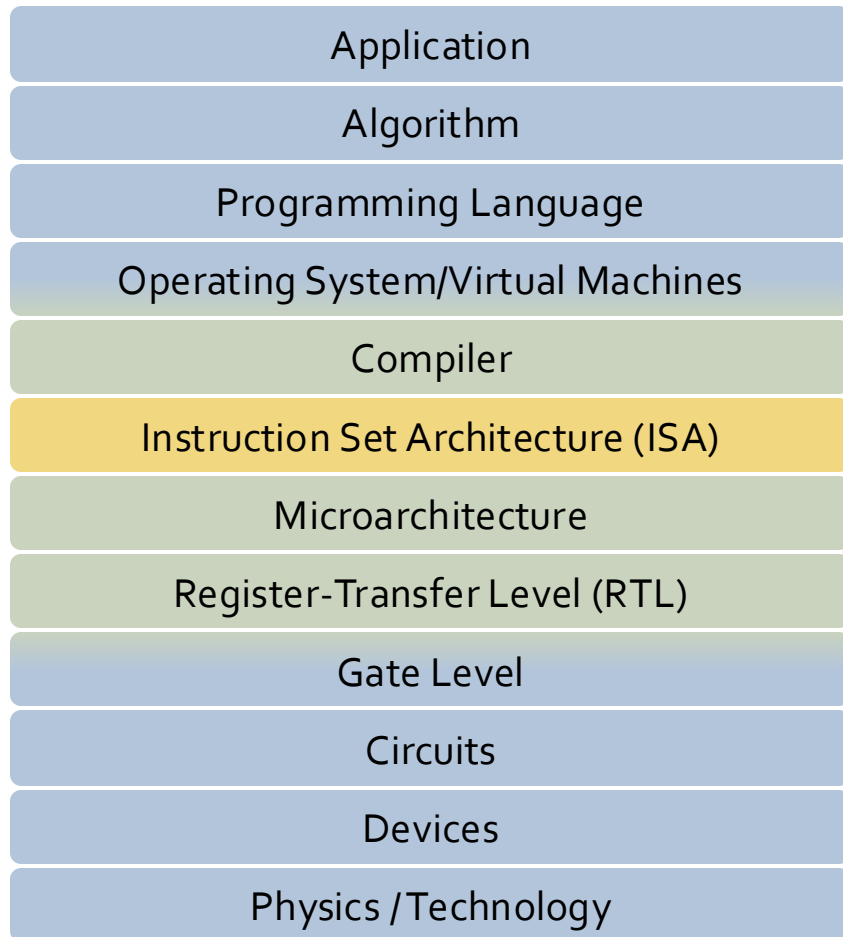 Application
Algorithm
Programming Language
Operating System/Virtual Machines
Compiler
Instruction Set Architecture (ISA)
Microarchitecture
Register-Transfer Level (RTL)
Gate Level
Circuits
Devices
Physics / Technology